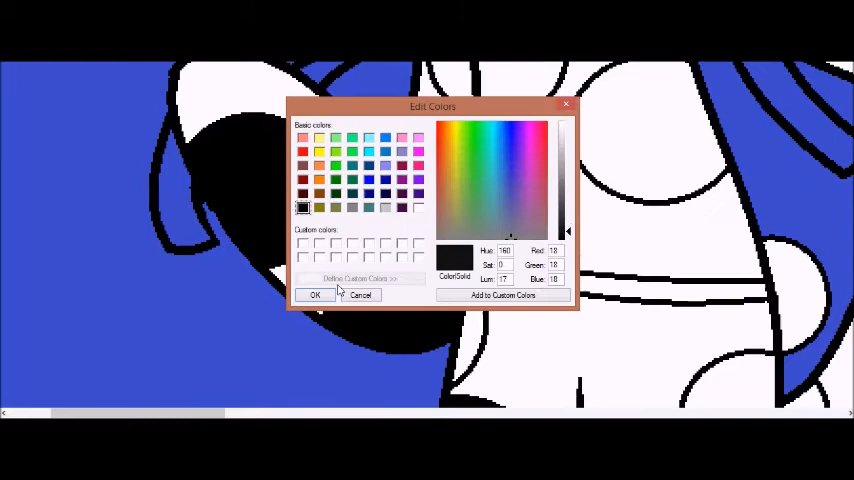 Edit Colors
Basic colors:
Custom colors:
Define Custom Colors >>
OK
Cancel
Color|Solid
Hue: 160
Sat: 0
Lum: 17
Red: 18
Green: 18
Blue: 18
Add to Custom Colors